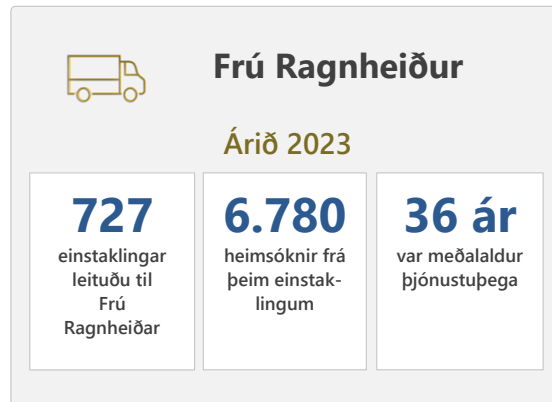 Frú Ragnheiður
Árið 2023
727
einstaklingar
leituðu til
Frú
Ragnheiðar
6.780
heimsóknir frá
þeim einstak-
lingum
36 ár
var meðalaldur
þjónustuþega